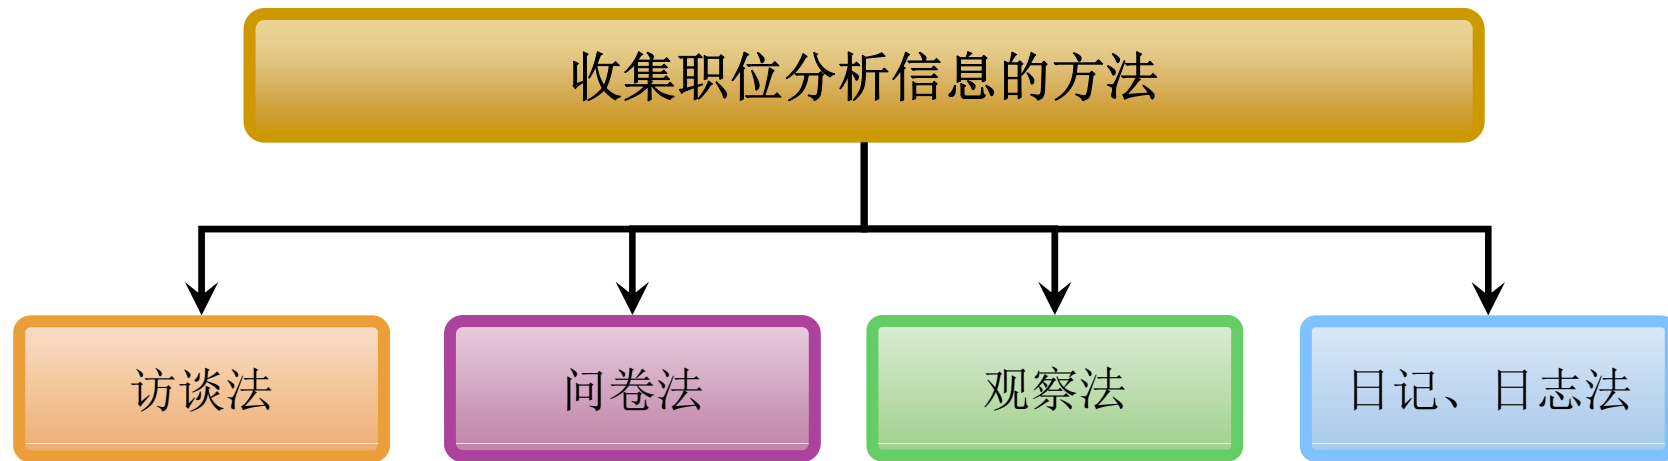 收集职位分析信息的方法
访谈法
问卷法
观察法
日记、日志法